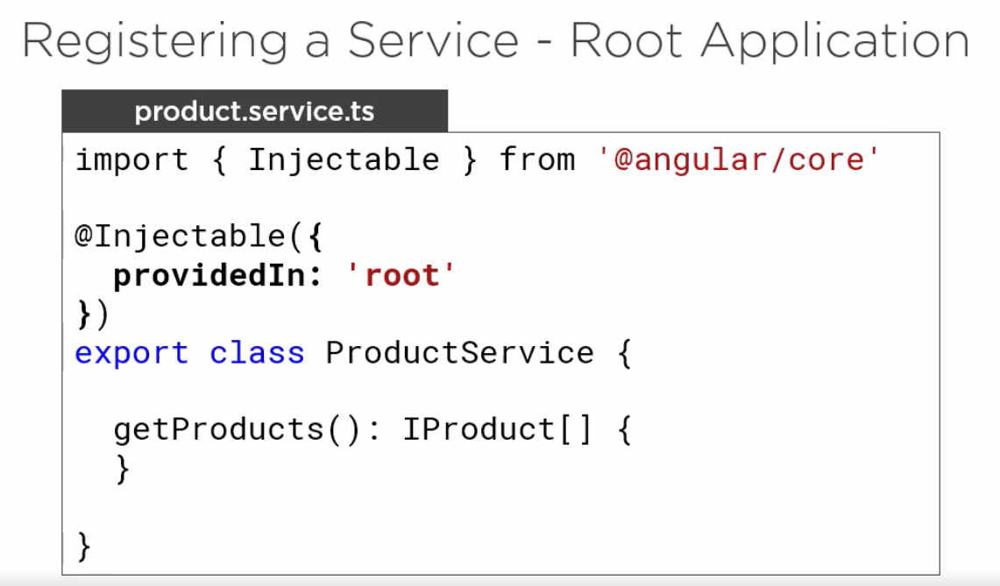 Registering a Service - Root Application
product.service.ts
import { Injectable } from '@angular/core'
@Injectable({
providedIn: 'root'
})
export class ProductService {
getProducts(): IProduct[] {
}
}